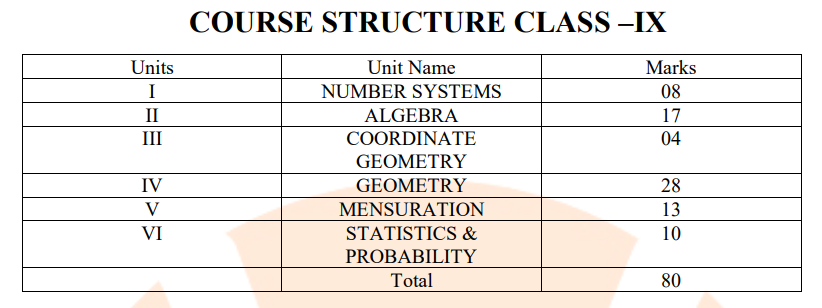 COURSE STRUCTURE CLASS –IX
Units Unit Name Marks
I NUMBER SYSTEMS 08
II ALGEBRA 17
III COORDINATE 04
GEOMETRY
IV GEOMETRY 28
V MENSURATION 13
VI STATISTICS & 10
PROBABILITY
Total 80